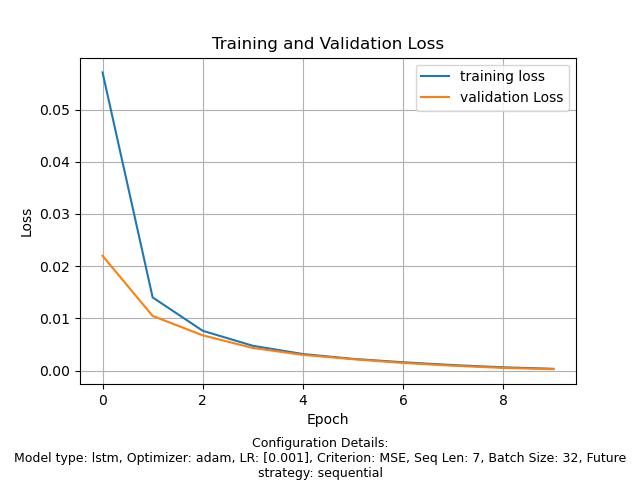 Training and Validation Loss
training loss
validation Loss
0.05
0.04
0.03
0.02
0.01
0.00
Loss
0 2 4 6 8
Epoch
Configuration Details:
Model type: lstm, Optimizer: adam, LR: [0.001], Criterion: MSE, Seq Len: 7, Batch Size: 32, Future
strategy: sequential